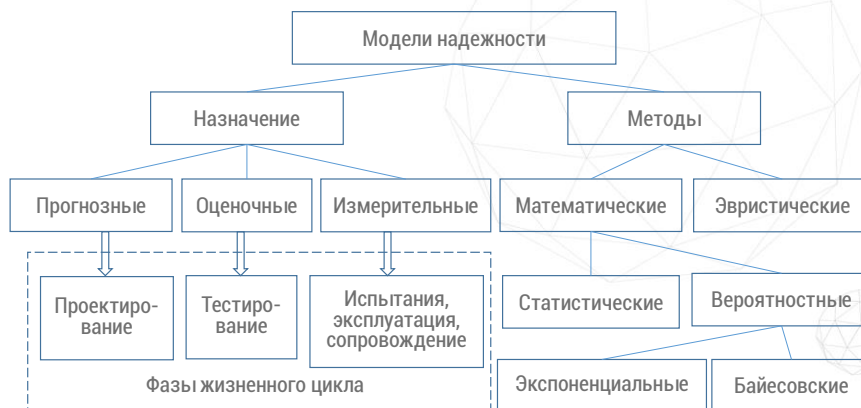 Модели надежности
Назначение
Методы
Прогнозные
Оценочные
Измерительные
Математические
Эвристические
Проектиро-
вание
Тестиро-
вание
Испытания,
эксплуатация,
сопровождение
Статистические
Вероятностные
Фазы жизненного цикла
Экспоненциальные
Байесовские